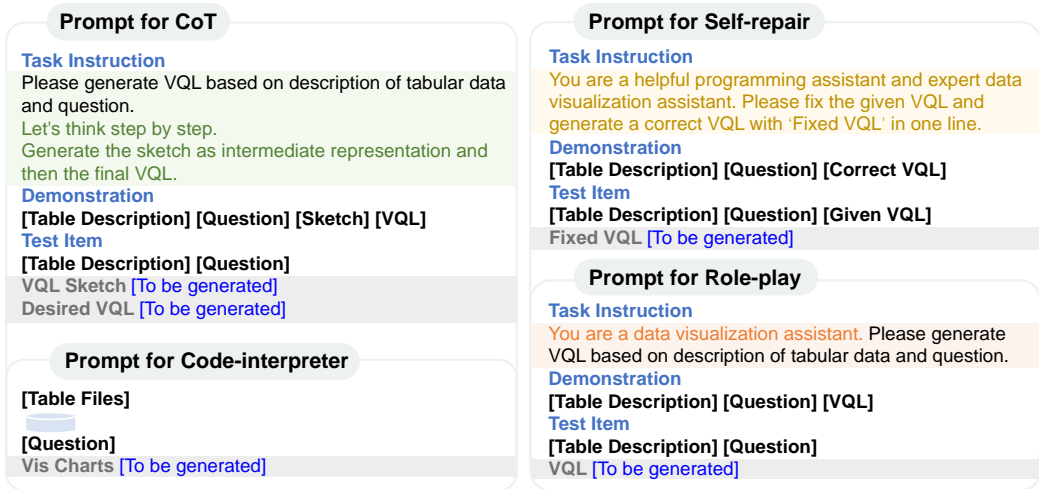 Prompt for CoT
Task Instruction
Please generate VQL based on description of tabular data
and question.
Let's think step by step.
Generate the sketch as intermediate representation and
then the final VQL.
Demonstration
[Table Description] [Question] [Sketch] [VQL]
Test Item
[Table Description] [Question]
VQL Sketch [To be generated]
Desired VQL [To be generated]
Prompt for Code-interpreter
[Table Files]
[Question]
Vis Charts [To be generated]
Prompt for Self-repair
Task Instruction
You are a helpful programming assistant and expert data
visualization assistant. Please fix the given VQL and
generate a correct VQL with ‘Fixed VQL’ in one line.
Demonstration
[Table Description] [Question] [Correct VQL]
Test Item
[Table Description] [Question] [Given VQL]
Fixed VQL [To be generated]
Prompt for Role-play
Task Instruction
You are a data visualization assistant. Please generate
VQL based on description of tabular data and question.
Demonstration
[Table Description] [Question] [VQL]
Test Item
[Table Description] [Question]
VQL [To be generated]